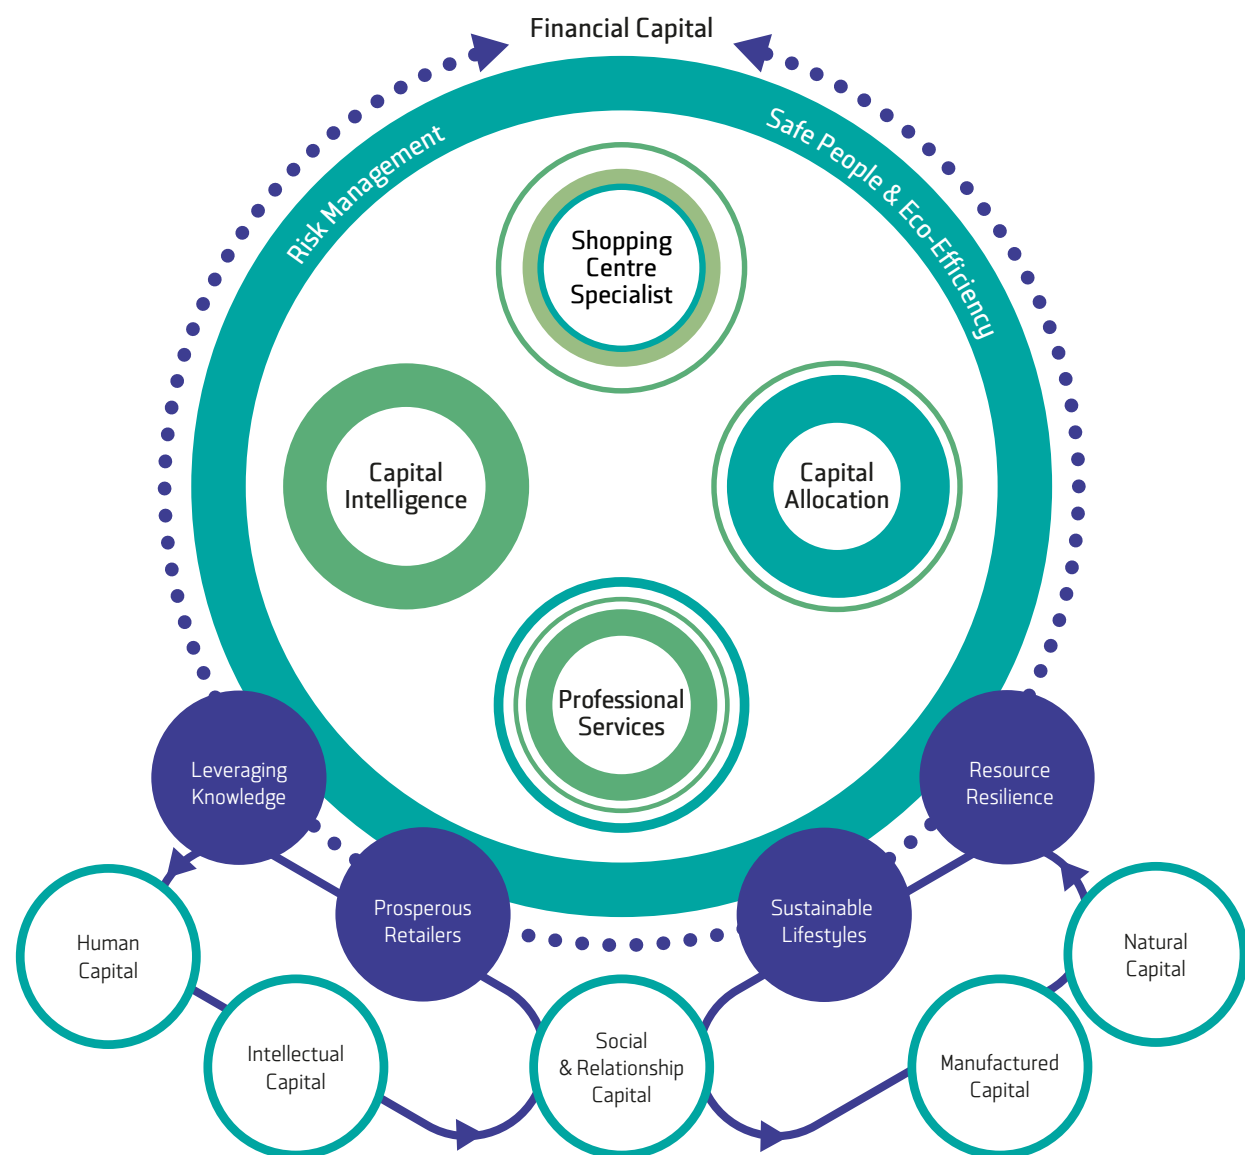 Financial Capital
Risk Management
Safe People & Eco-Efficiency
Shopping
Centre
Specialist
Capital
Intelligence
Capital
Allocation
Professional
Services
Leveraging
Knowledge
Resource
Resilience
Prosperous
Retailers
Sustainable
Lifestyles
Human
Capital
Natural
Capital
Intellectual
Capital
Social
& Relationship
Capital
Manufactured
Capital